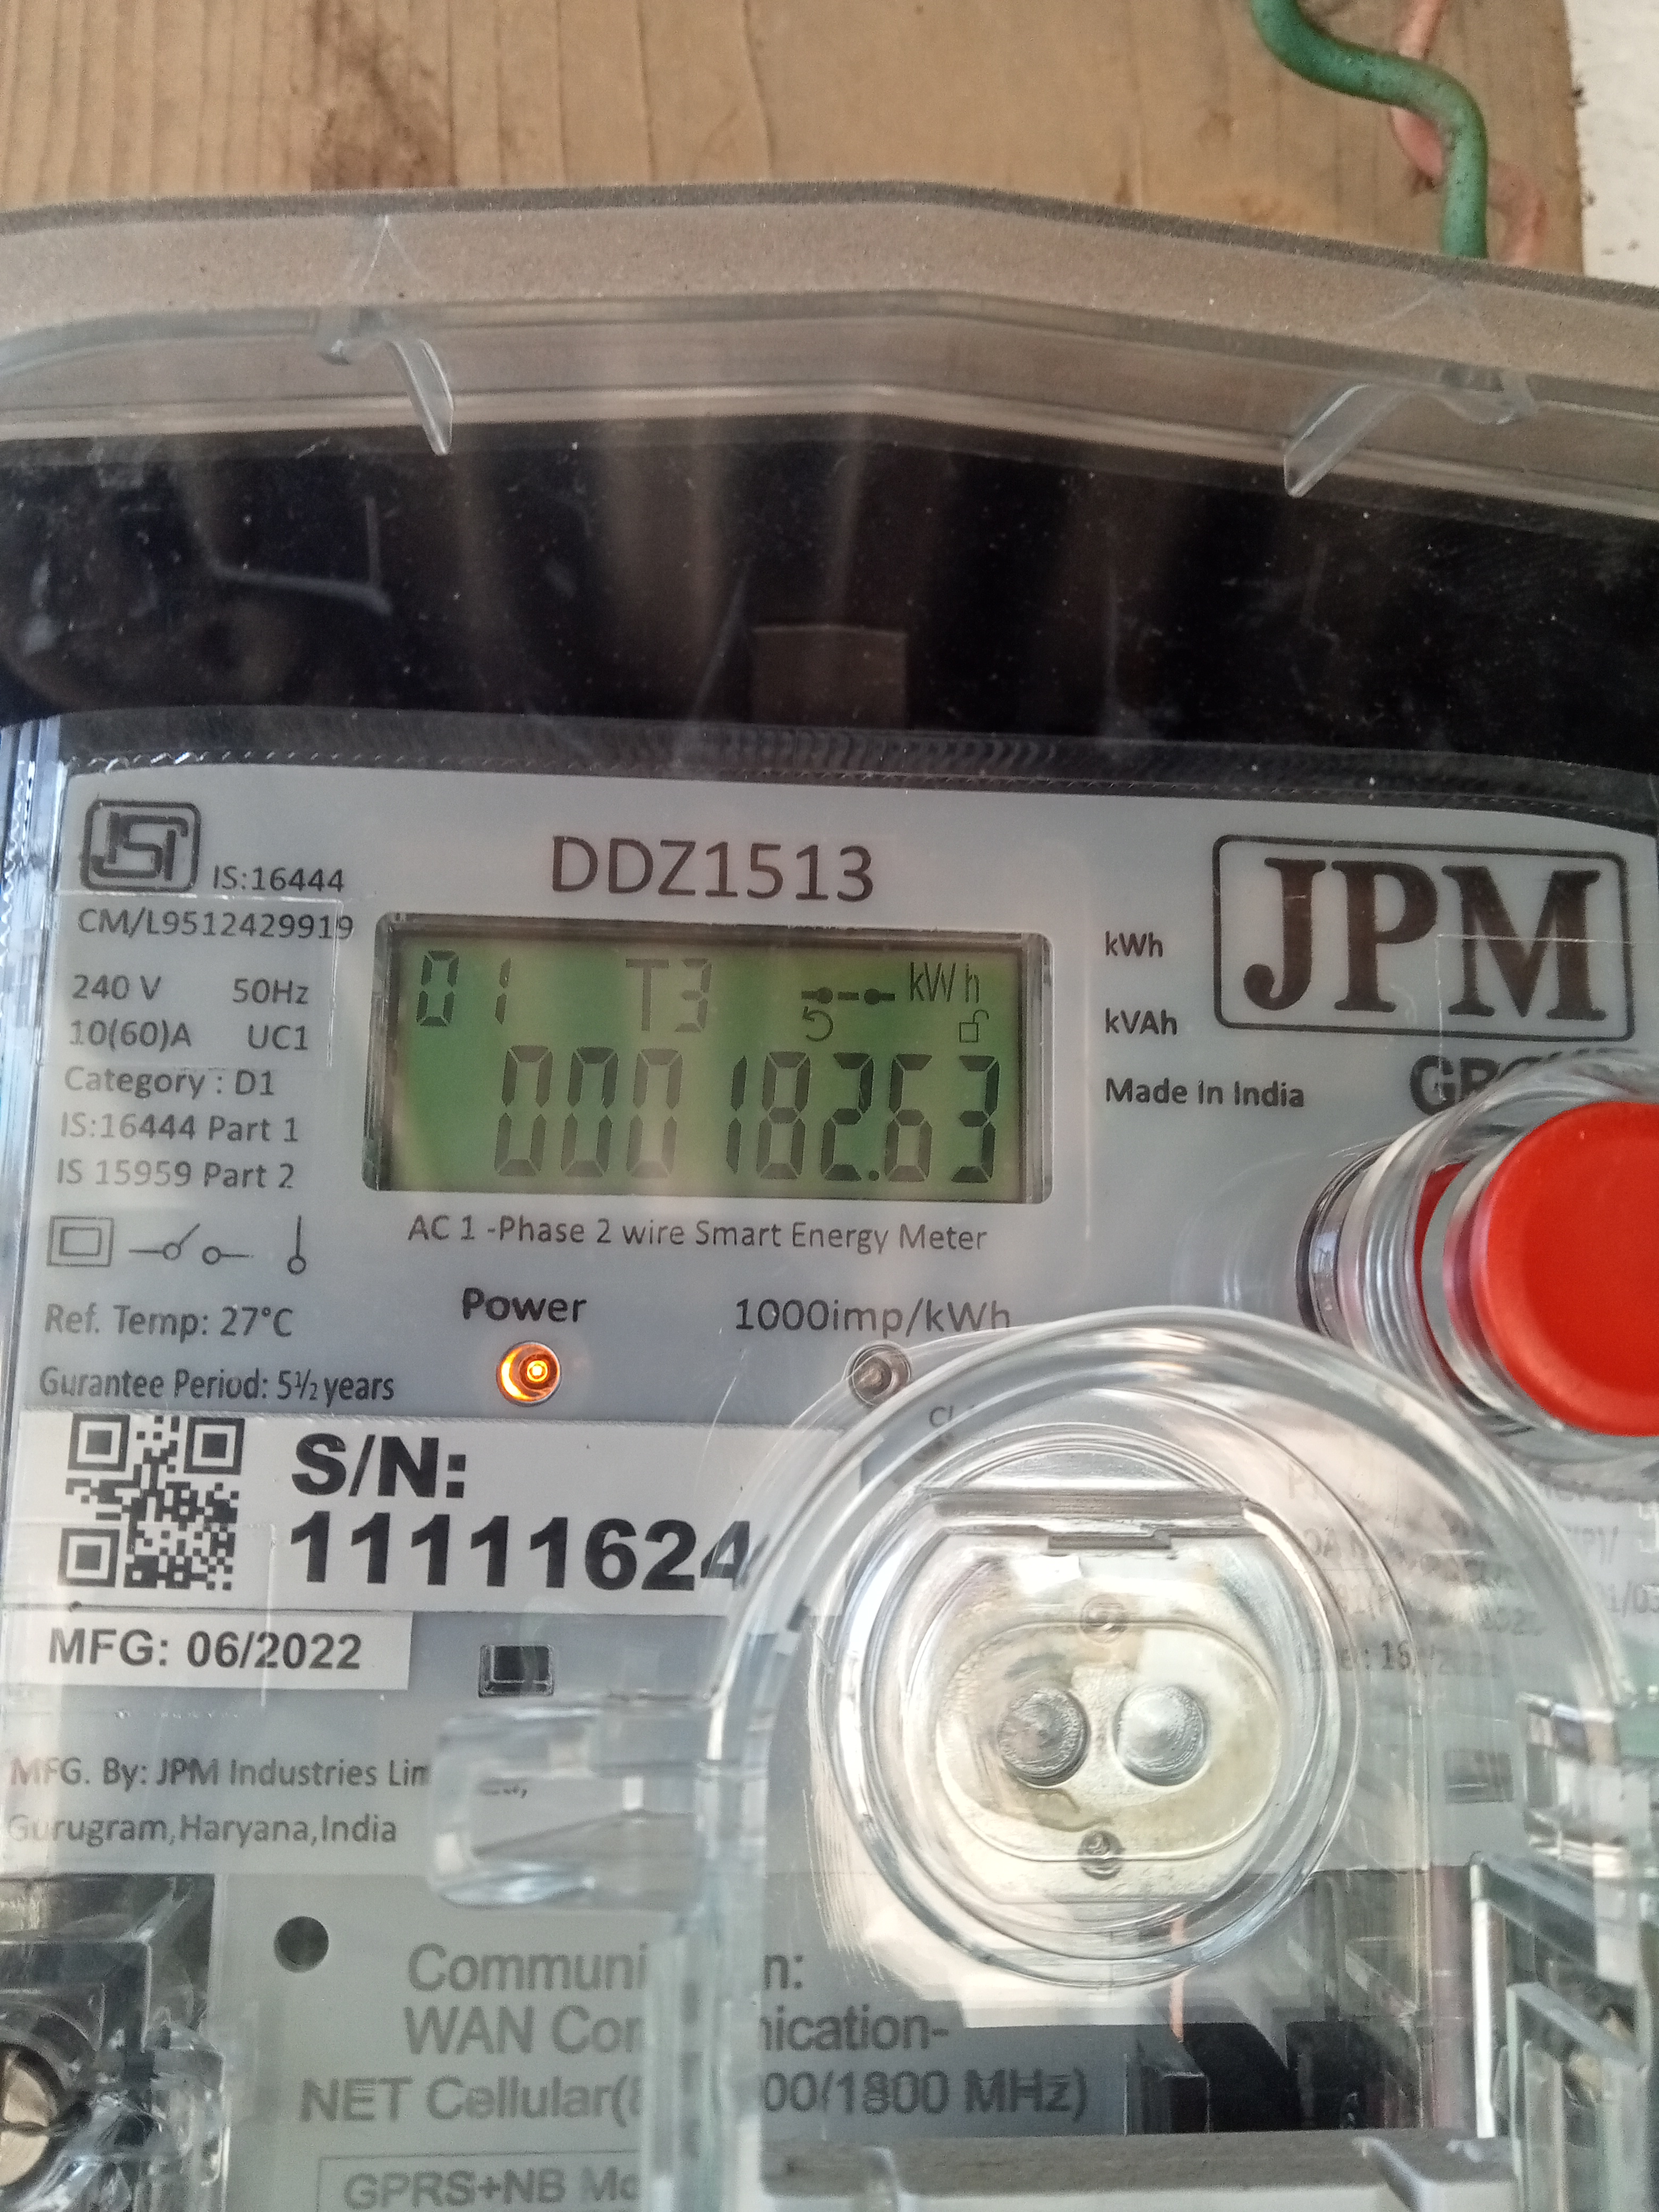 ISI
IS:16444
CM/L9512429919
DDZ1513
JPM
240 V 50Hz
10(60)A UC1
Category : D1
IS:16444 Part 1
IS 15959 Part 2
01 T3 kWh
000182.63
kWh
kVAh
Made in India
AC 1 -Phase 2 wire Smart Energy Meter
Ref. Temp: 27°C
Power 1000imp/kWh
Gurantee Period: 5½ years
S/N:
11111624
MFG: 06/2022
MFG. By: JPM Industries
Gurugram,Haryana,India
WAN
NET 1800 MHz)
GPRS+NB